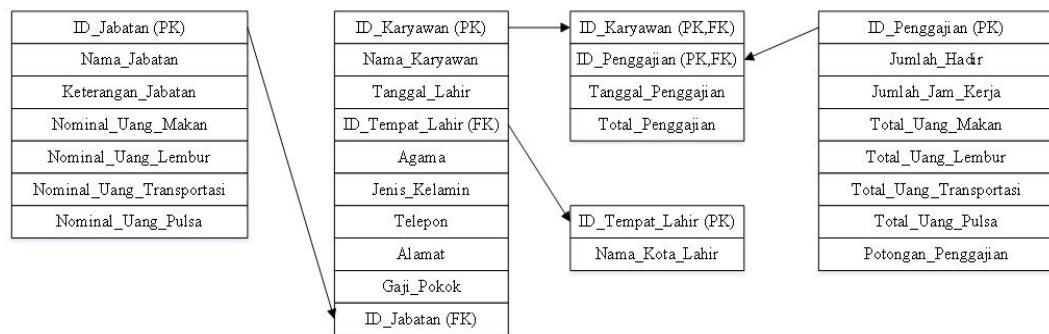 ID_Jabatan (PK)
Nama_Jabatan
Keterangan_Jabatan
Nominal_Uang_Makan
Nominal_Uang_Lembur
Nominal_Uang_Transportasi
Nominal_Uang_Pulsa
ID_Karyawan (PK)
Nama_Karyawan
Tanggal_Lahir
ID_Tempat_Lahir (FK)
Agama
Jenis_Kelamin
Telepon
Alamat
Gaji_Pokok
ID_Jabatan (FK)
ID_Karyawan (PK,FK)
ID_Penggajian (PK,FK)
Tanggal_Penggajian
Total_Penggajian
ID_Tempat_Lahir (PK)
Nama_Kota_Lahir
ID_Penggajian (PK)
Jumlah_Hadir
Jumlah_Jam_Kerja
Total_Uang_Makan
Total_Uang_Lembur
Total_Uang_Transportasi
Total_Uang_Pulsa
Potongan_Penggajian